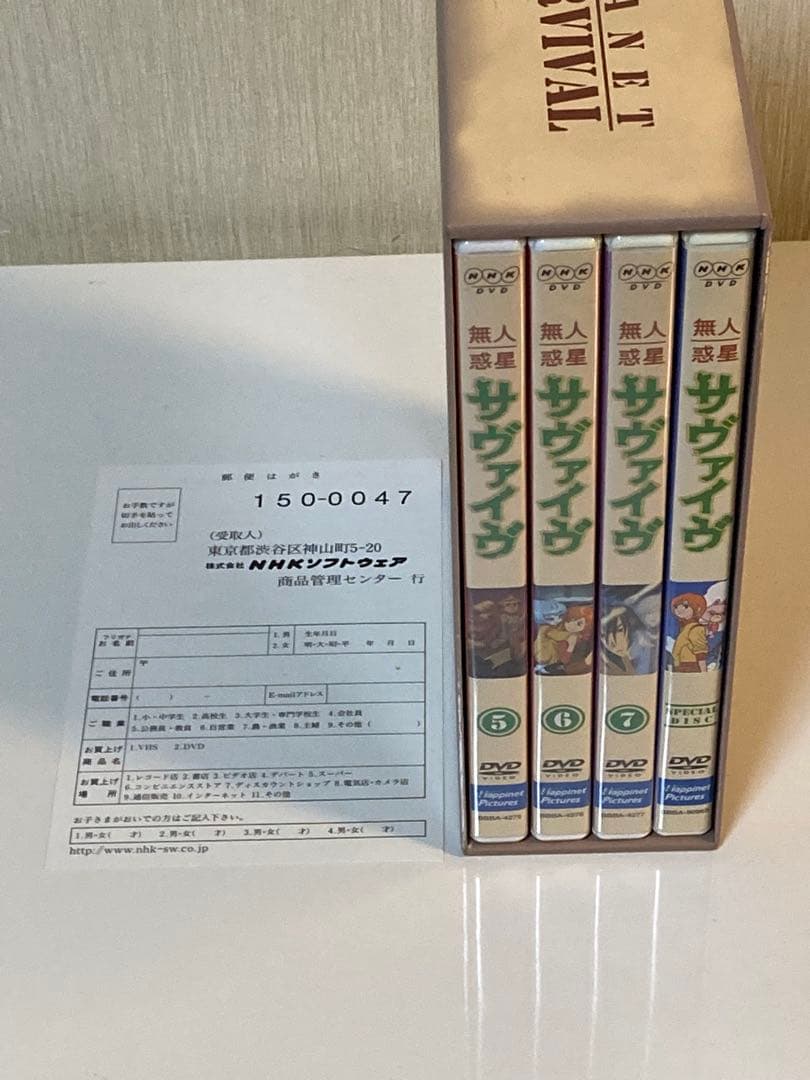 ANET
RVIVAL
NHK
DVD
無人
惑星
サヴァイヴ
5
DVD
VIDEO
Happinet
Pictures
NHK
DVD
無人
惑星
サヴァイヴ
6
DVD
VIDEO
Happinet
Pictures
NHK
DVD
無人
惑星
サヴァイヴ
7
DVD
VIDEO
Happinet
Pictures
BBBA-4277
NHK
DVD
無人
惑星
サヴァイヴ
SPECIAL
DISC
DVD
VIDEO
Happinet
Pictures
郵便はがき
150-0047
お手数ですが
切手を貼って
お出しください
(受取人)
東京都渋谷区神山町5-20
株式会社 NHKソフトウェア
商品管理センター 行
フリガナ
お名前
1.男
2.女
生年月日
明・大・昭・平 年 月 日
ご住所
〒
電話番号
( ) −
E-mailアドレス
ご職業
1.小・中学生 2.高校生 3.大学生・専門学校生 4.会社員
5.公務員・教員 6.自営業 7.農・漁業 8.主婦 9.その他( )
お買上げ
商品名
1.VHS 2.DVD
お買上げ
場所
1.レコード店 2.書店 3.ビデオ店 4.デパート 5.スーパー
6.コンビニエンスストア 7.ディスカウントショップ 8.電気店・カメラ店
9.通信販売 10.インターネット 11.その他
お子さまがおいでの方はご記入下さい。
1.男・女( 才) 2.男・女( 才) 3.男・女( 才) 4.男・女( 才)
http://www.nhk-sw.co.jp